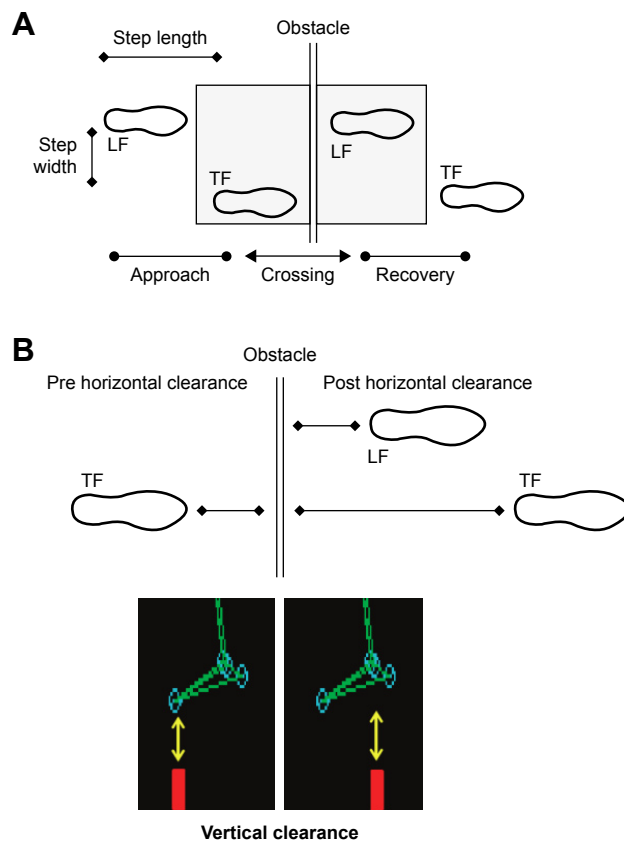 A
Step length
Obstacle
Step
width
LF
TF
LF
TF
Approach
Crossing
Recovery
B
Obstacle
Pre horizontal clearance
Post horizontal clearance
LF
TF
TF
Vertical clearance